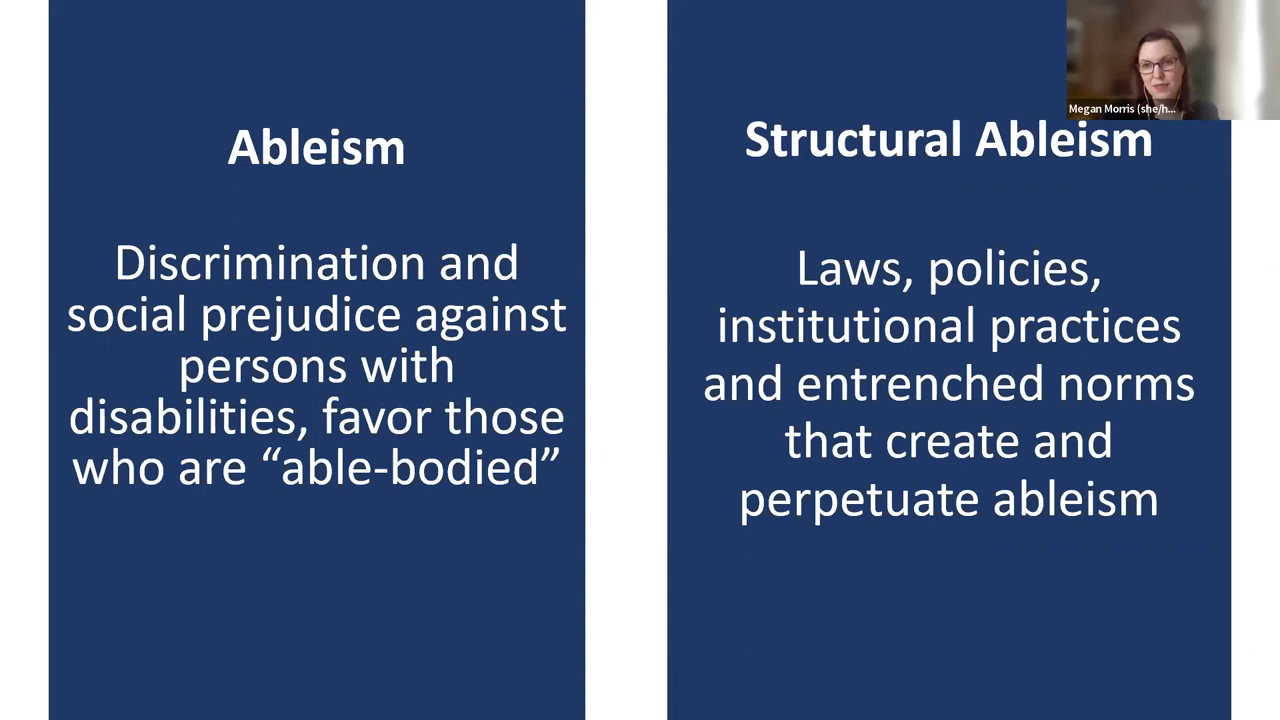 Ableism
Discrimination and
social prejudice against
persons with
disabilities, favor those
who are “able-bodied”
Structural Ableism
Laws, policies,
institutional practices
and entrenched norms
that create and
perpetuate ableism
Megan Morris (she/h...